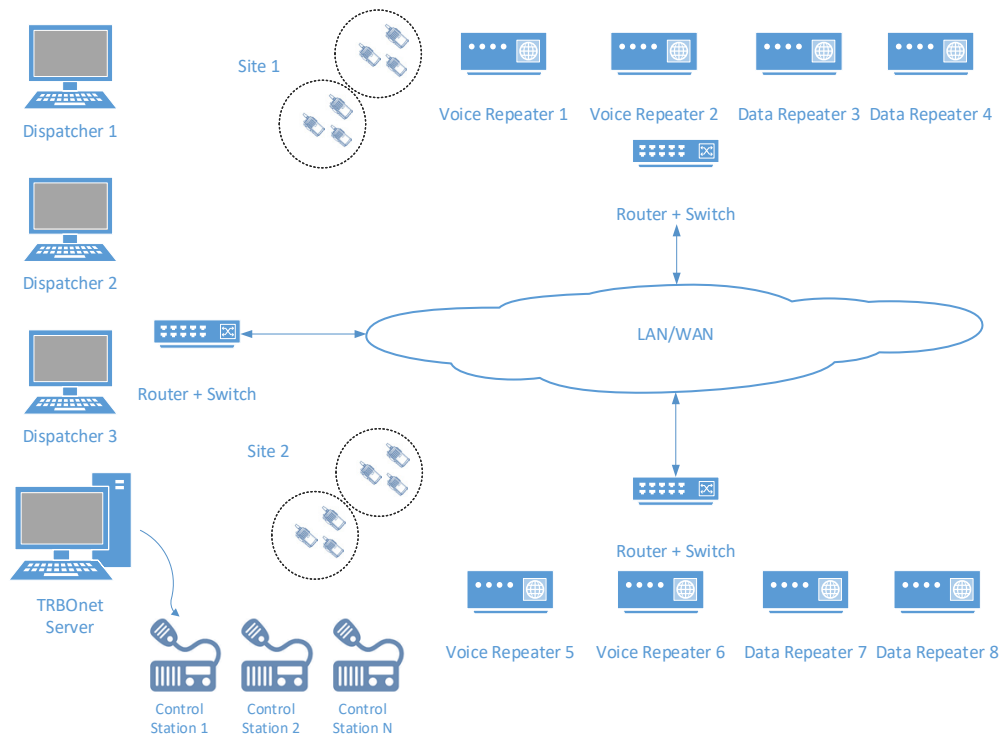 Site 1
Dispatcher 1
Voice Repeater 1
Voice Repeater 2
Data Repeater 3
Data Repeater 4
Router + Switch
Dispatcher 2
LAN/WAN
Router + Switch
Dispatcher 3
Site 2
Router + Switch
TRBOnet
Server
Voice Repeater 5
Voice Repeater 6
Data Repeater 7
Data Repeater 8
Control
Station 1
Control
Station 2
Control
Station N